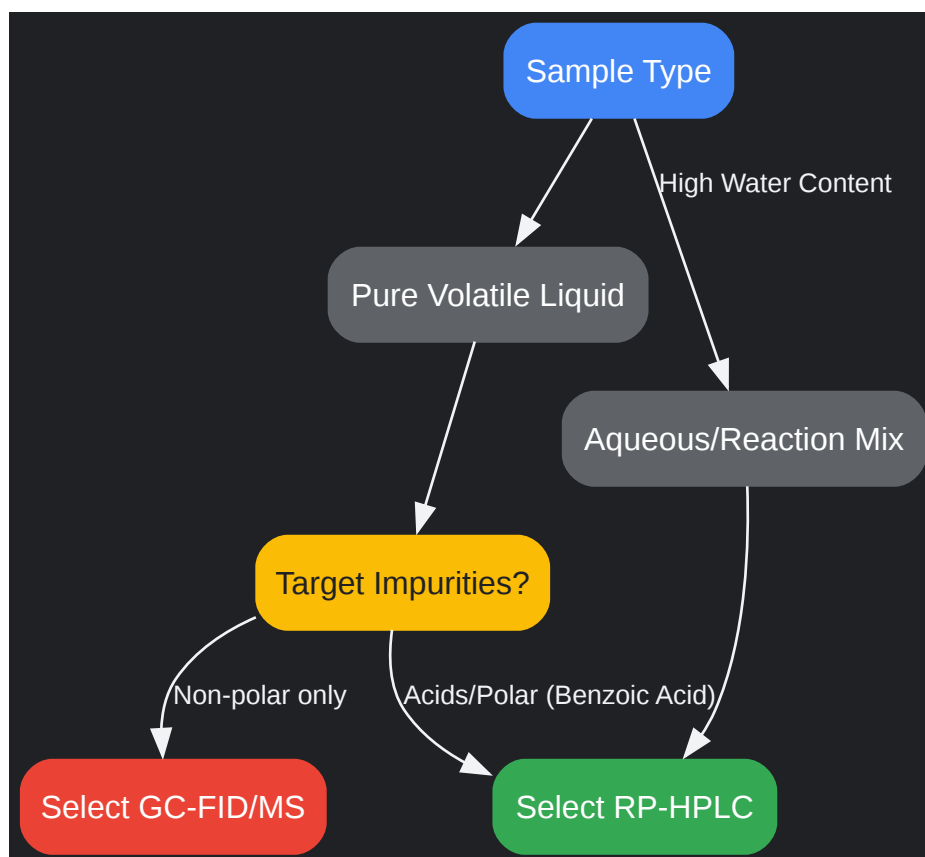 Sample Type
High Water Content
Pure Volatile Liquid
Aqueous/Reaction Mix
Target Impurities?
Non-polar only
Acids/Polar (Benzoic Acid)
Select GC-FID/MS
Select RP-HPLC